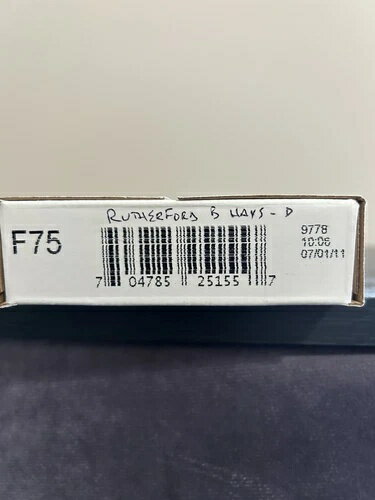 RUTHERFORD B HAYS - D
F75
9778
10:06
07/01/11
7 04785 25155 7